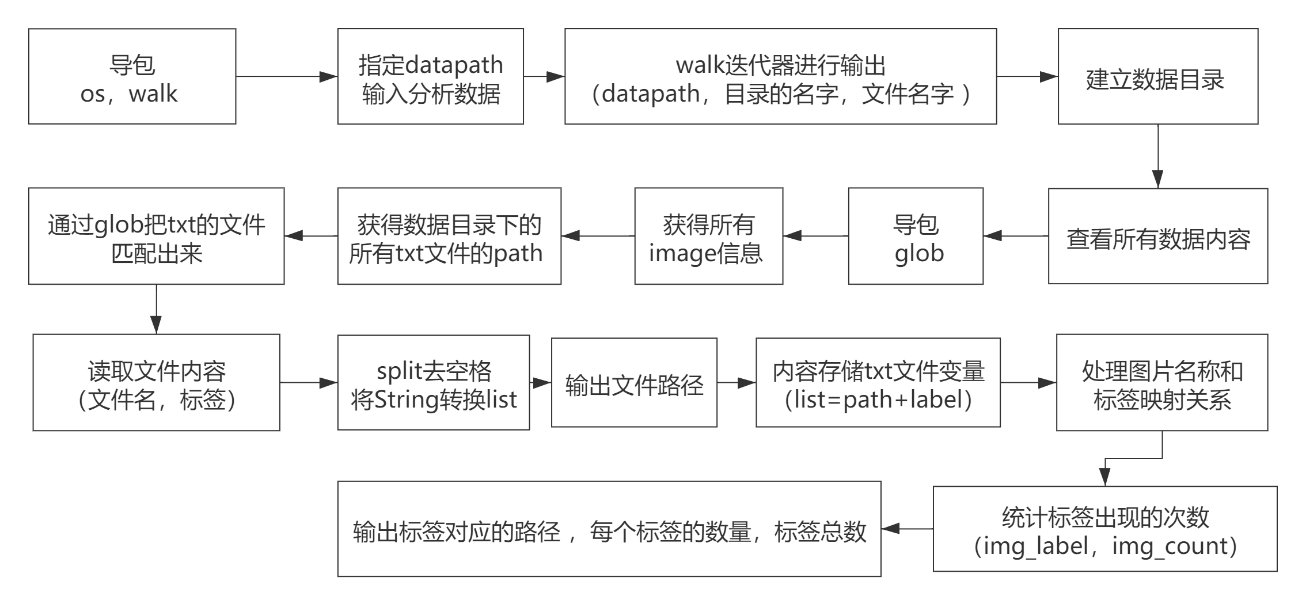 导包
os，walk
指定datapath
输入分析数据
walk迭代器进行输出
（datapath，目录的名字，文件名字 ）
建立数据目录
查看所有数据内容
导包
glob
获得所有
image信息
获得数据目录下的
所有txt文件的path
通过glob把txt的文件
匹配出来
读取文件内容
（文件名，标签）
split去空格
将String转换list
输出文件路径
内容存储txt文件变量
（list=path+label）
处理图片名称和
标签映射关系
统计标签出现的次数
（img_label，img_count）
输出标签对应的路径 ，每个标签的数量，标签总数